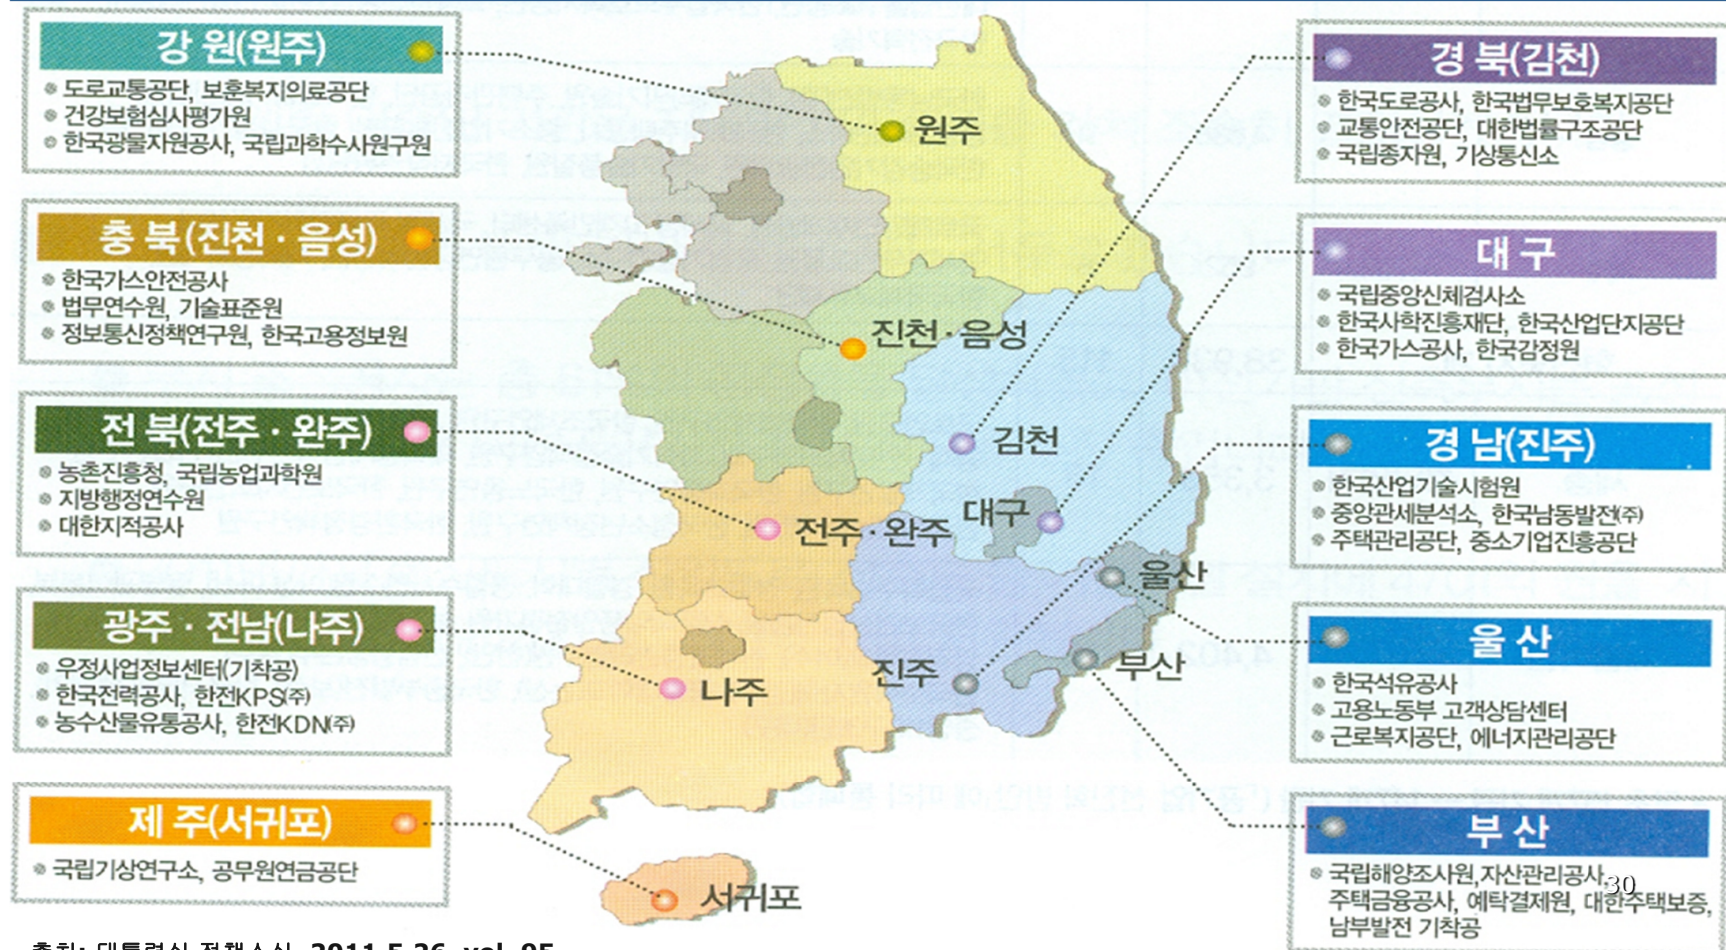 강 원(원주)
도로교통공단, 보훈복지의료공단
건강보험심사평가원
한국광물자원공사, 국립과학수사원구원
충 북(진천 · 음성)
한국가스안전공사
법무연수원, 기술표준원
정보통신정책연구원, 한국고용정보원
전 북(전주 · 완주)
농촌진흥청, 국립농업과학원
지방행정연수원
대한지적공사
광주 · 전남(나주)
우정사업정보센터(기착공)
한국전력공사, 한전KPS㈜
농수산물유통공사, 한전KDN㈜
제 주(서귀포)
국립기상연구소, 공무원연금공단
원주
진천 · 음성
김천
대구
전주 · 완주
울산
부산
진주
나주
서귀포
경 북(김천)
한국도로공사, 한국법무보호복지공단
교통안전공단, 대한법률구조공단
국립종자원, 기상통신소
대 구
국립중앙신체검사소
한국사학진흥재단, 한국산업단지공단
한국가스공사, 한국감정원
경 남(진주)
한국산업기술시험원
중앙관세분석소, 한국남동발전㈜
주택관리공단, 중소기업진흥공단
울 산
한국석유공사
고용노동부 고객상담센터
근로복지공단, 에너지관리공단
부 산
국립해양조사원,자산관리공사,
주택금융공사, 예탁결제원, 대한주택보증,
남부발전 기착공
30
출처: 대통령실 정책소식, 2011.5.26, vol. 95